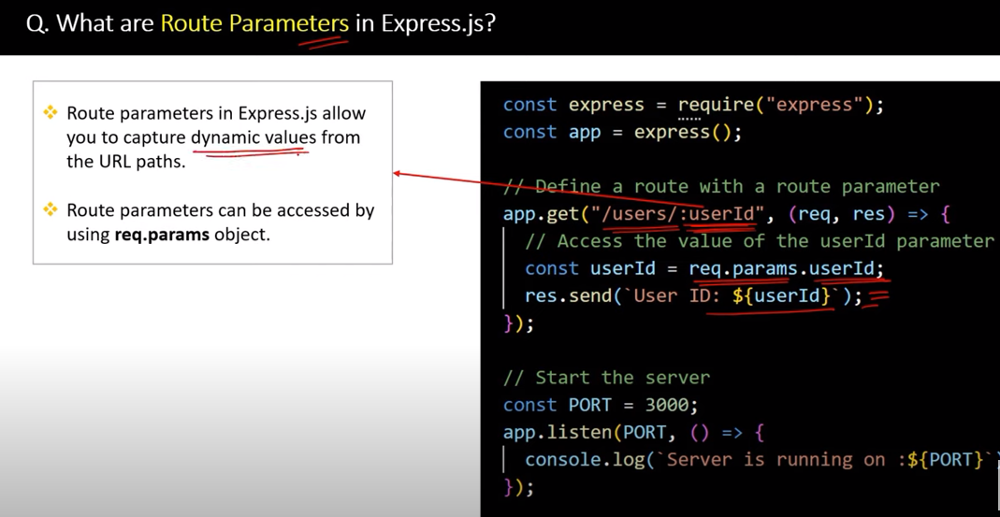 Q. What are Route Parameters in Express.js?
Route parameters in Express.js allow
you to capture dynamic values from
the URL paths.
Route parameters can be accessed by
using req.params object.
const express = require("express");
const app = express();
// Define a route with a route parameter
app.get("/users/:userId", (req, res) => {
// Access the value of the userId parameter
const userId = req.params.userId;
res.send(`User ID: ${userId}`);
});
// Start the server
const PORT = 3000;
app.listen(PORT, () => {
console.log(`Server is running on :${PORT}`)
});